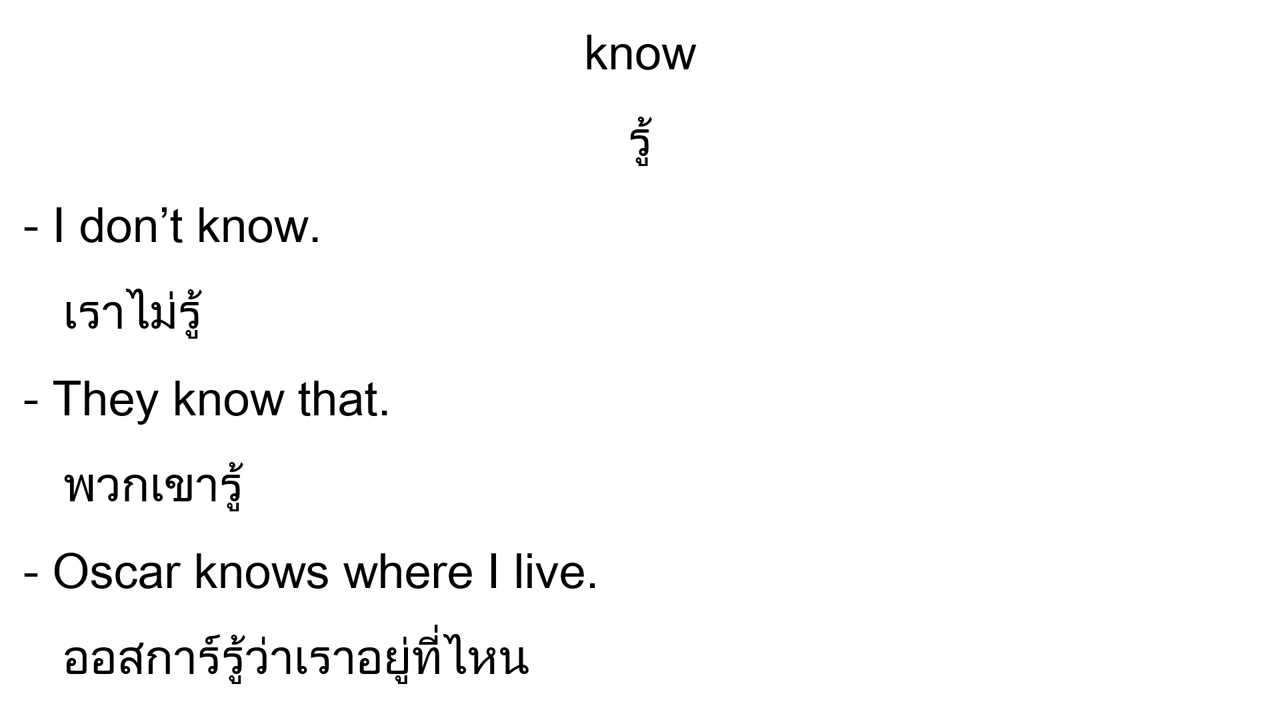 know
รู้
- I don’t know.
เราไม่รู้
- They know that.
พวกเขารู้
- Oscar knows where I live.
ออสการ์รู้ว่าเราอยู่ที่ไหน